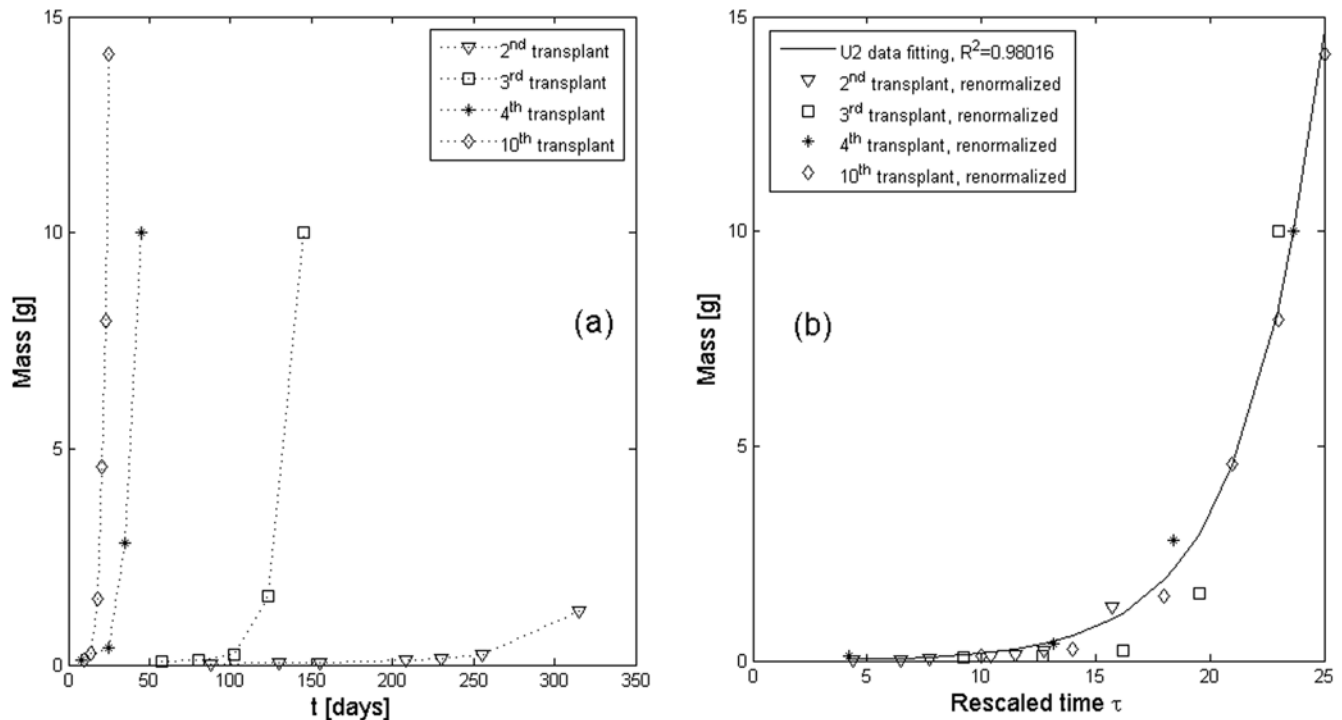 15
10
5
0
Mass [g]
2nd transplant
3rd transplant
4th transplant
10th transplant
(a)
0 50 100 150 200 250 300 350
t [days]
15
10
5
0
Mass [g]
U2 data fitting, R2=0.98016
2nd transplant, renormalized
3rd transplant, renormalized
4th transplant, renormalized
10th transplant, renormalized
(b)
5 10 15 20 25
Rescaled time τ